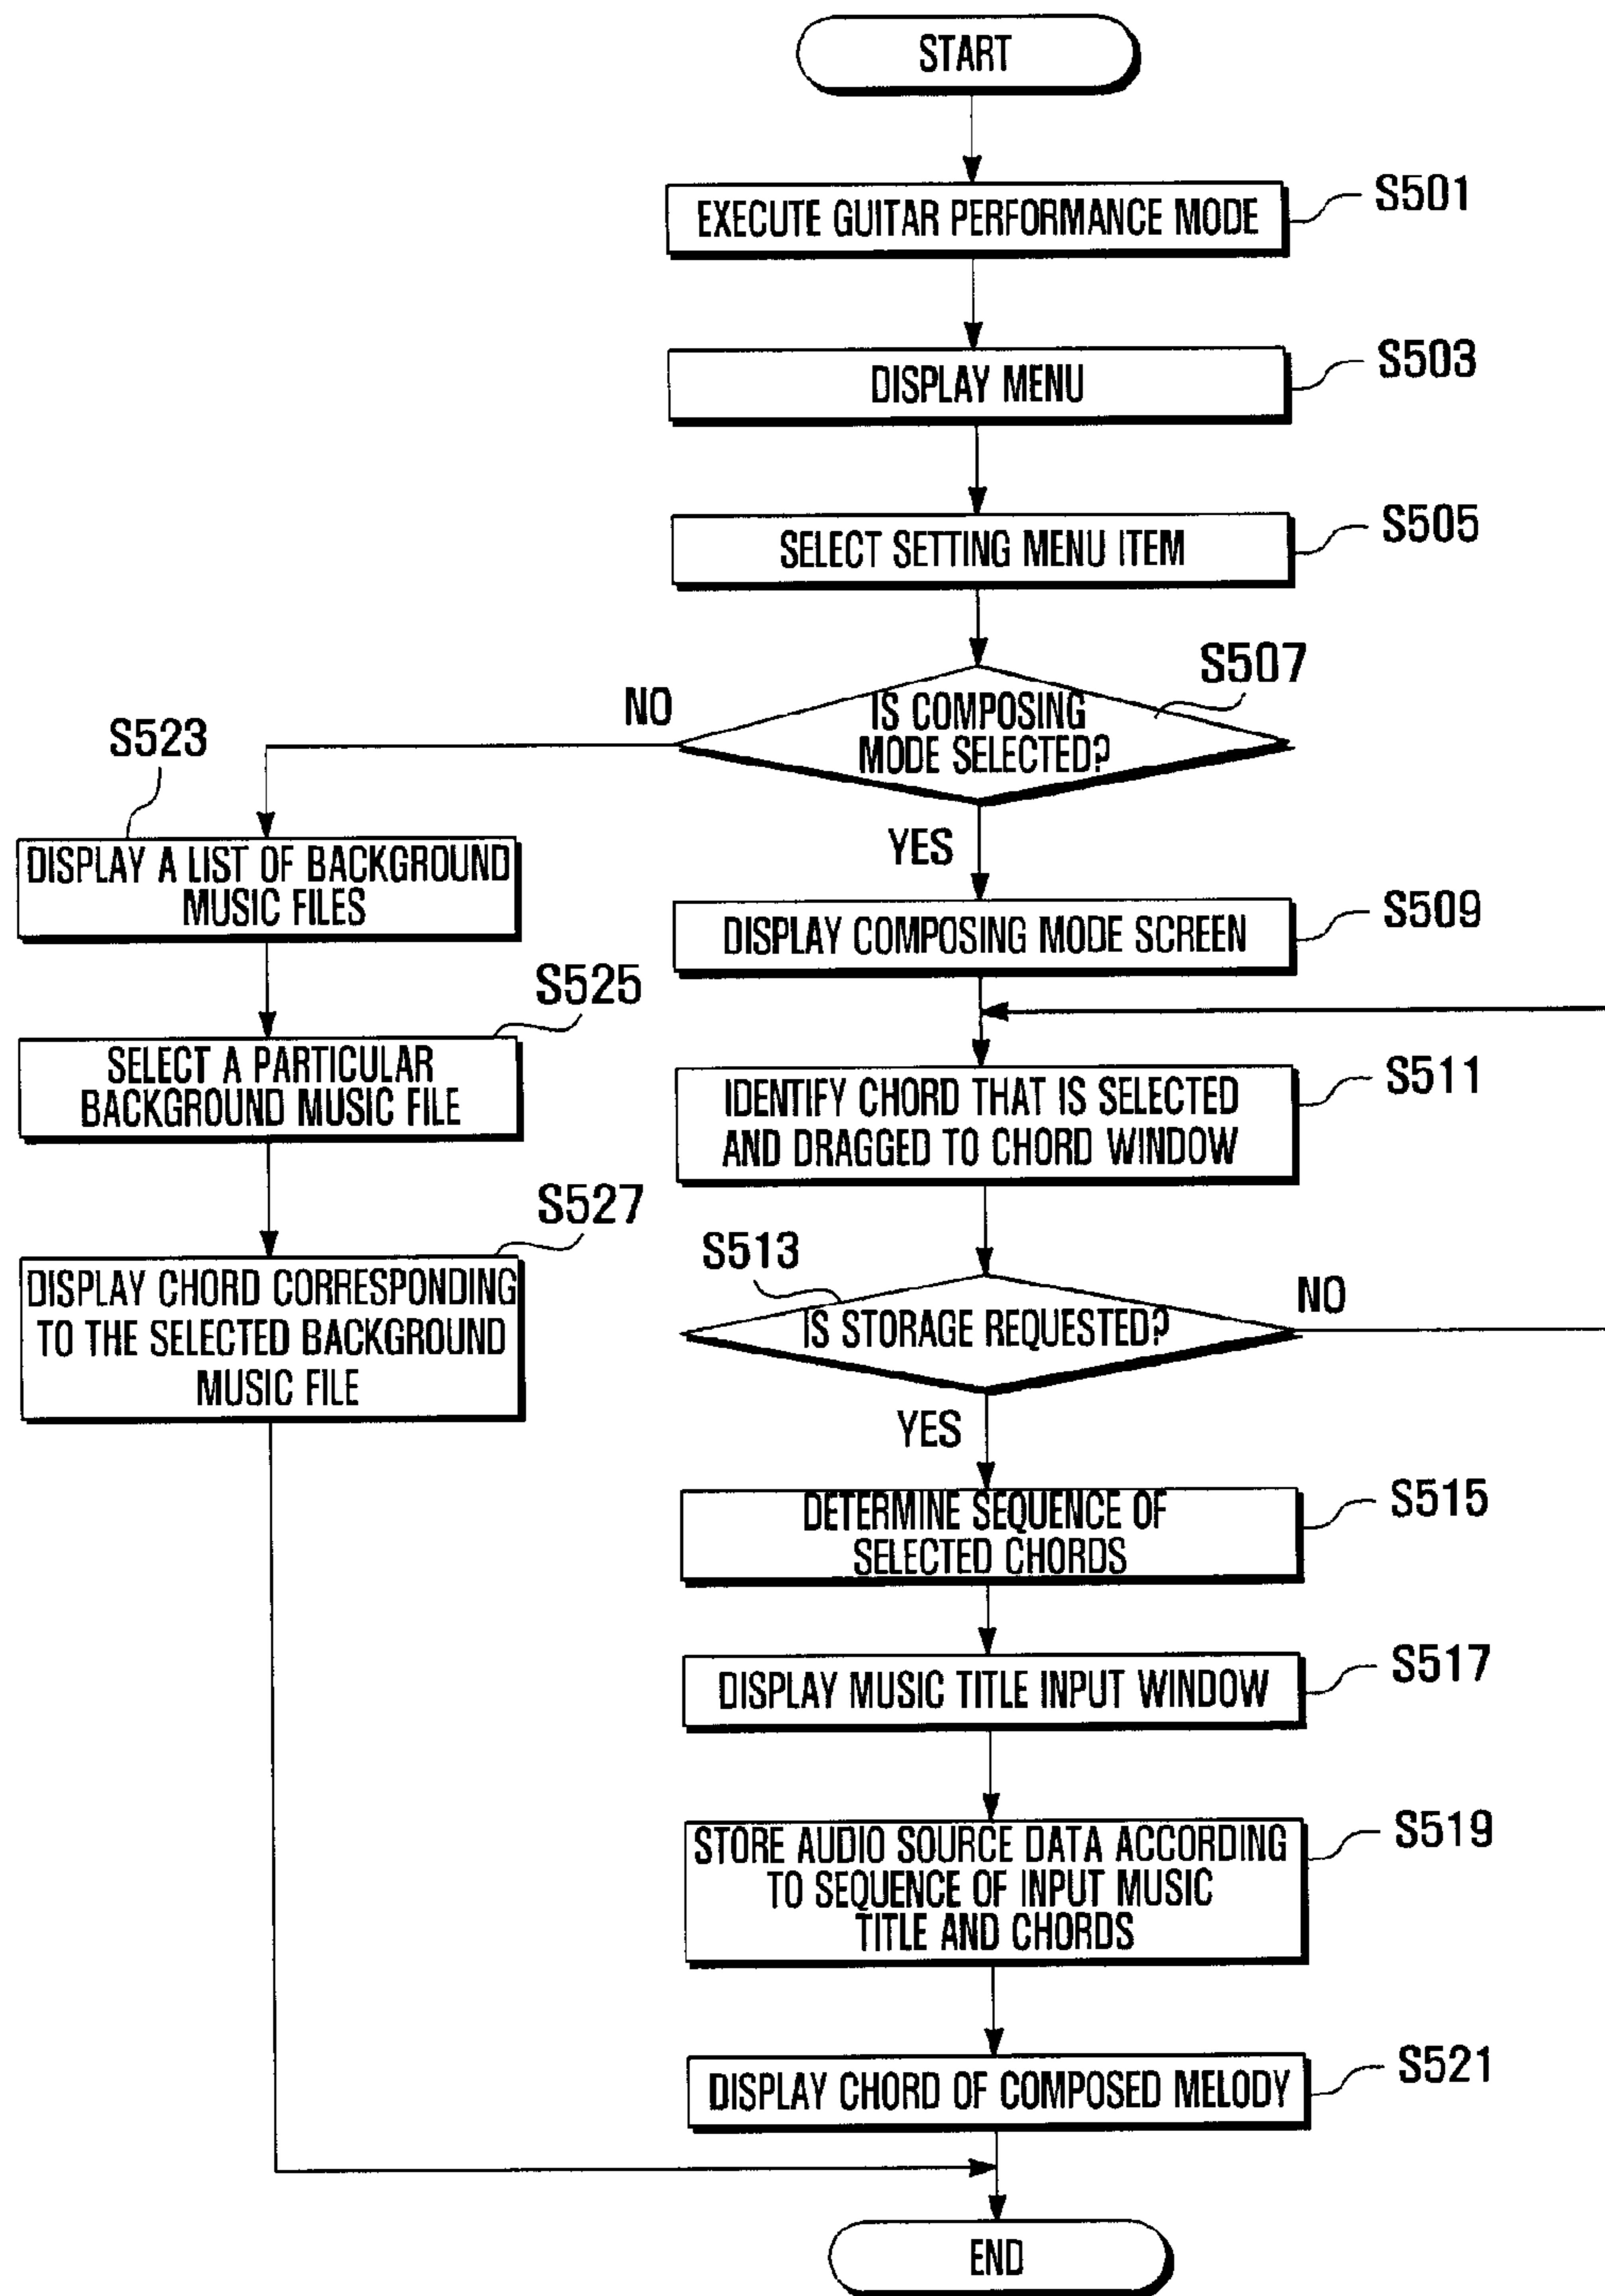 START
EXECUTE GUITAR PERFORMANCE MODE
S501
DISPLAY MENU
S503
SELECT SETTING MENU ITEM
S505
IS COMPOSING
MODE SELECTED?
S507
NO
YES
S523
DISPLAY A LIST OF BACKGROUND
MUSIC FILES
S525
SELECT A PARTICULAR
BACKGROUND MUSIC FILE
S527
DISPLAY CHORD CORRESPONDING
TO THE SELECTED BACKGROUND
MUSIC FILE
DISPLAY COMPOSING MODE SCREEN
S509
IDENTIFY CHORD THAT IS SELECTED
AND DRAGGED TO CHORD WINDOW
S511
S513
IS STORAGE REQUESTED?
NO
YES
DETERMINE SEQUENCE OF
SELECTED CHORDS
S515
DISPLAY MUSIC TITLE INPUT WINDOW
S517
STORE AUDIO SOURCE DATA ACCORDING
TO SEQUENCE OF INPUT MUSIC
TITLE AND CHORDS
S519
DISPLAY CHORD OF COMPOSED MELODY
S521
END